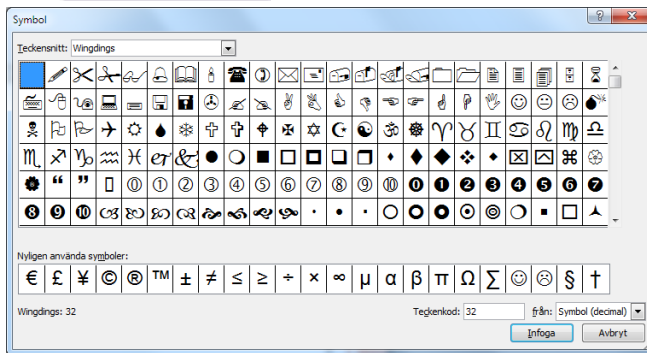 Symbol
Teckensnitt: Wingdings
Nyligen använda symboler:
€ £ ¥ © ® ™ ± ≠ ≤ ≥ ÷ × ∞ µ α β π Ω ∑ ☺ ☹ § †
Wingdings: 32
Teckenkod: 32
från: Symbol (decimal)
Infoga
Avbryt